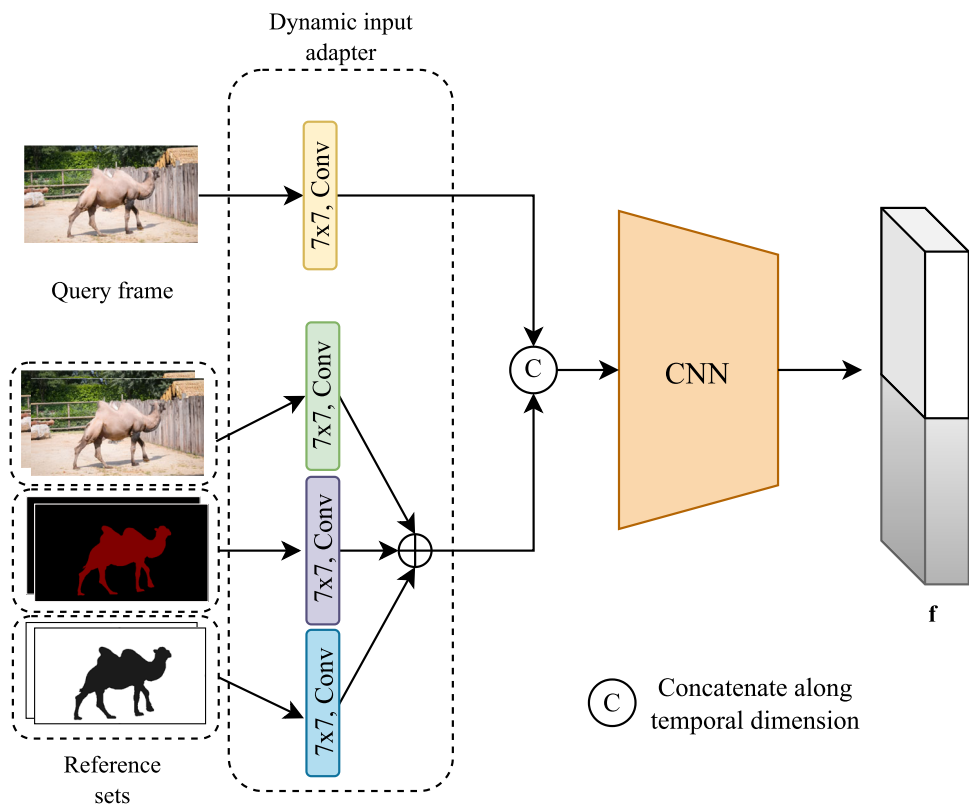 Dynamic input
adapter
7x7, Conv
Query frame
7x7, Conv
7x7, Conv
7x7, Conv
Reference
sets
C
CNN
f
C
Concatenate along
temporal dimension